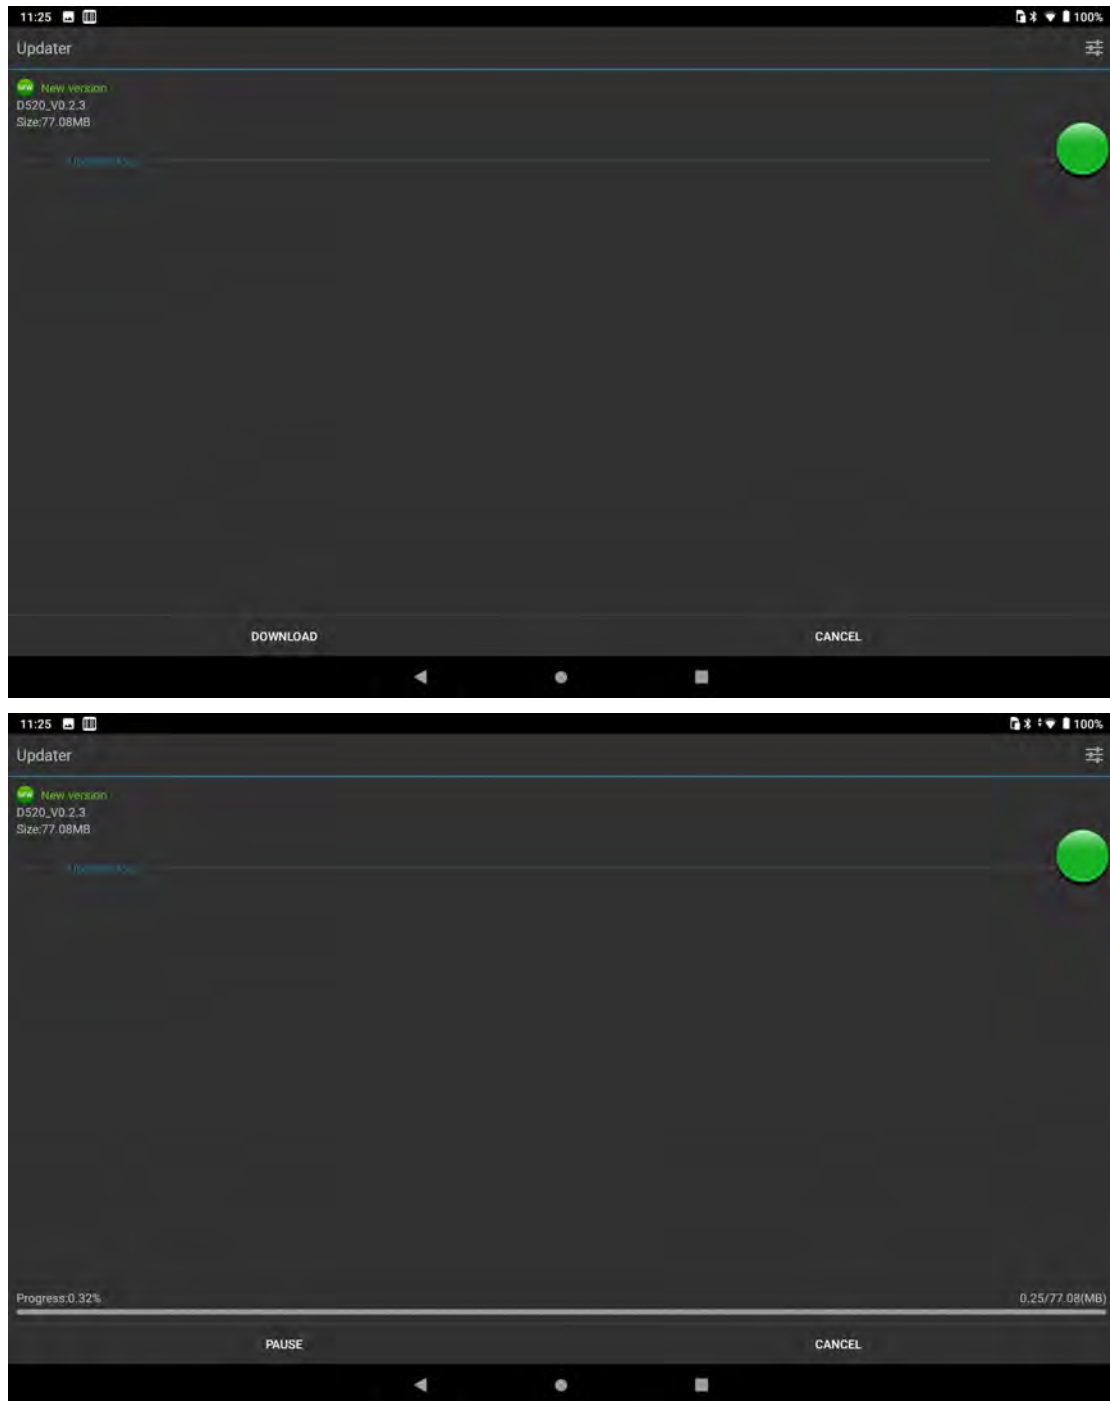 11:25
100%
Updater
New version
D520_V0.2.3
Size:77.08MB
DOWNLOAD
CANCEL
11:25
100%
Updater
New version
D520_V0.2.3
Size:77.08MB
Progress:0.32%
0.25/77.08(MB)
PAUSE
CANCEL